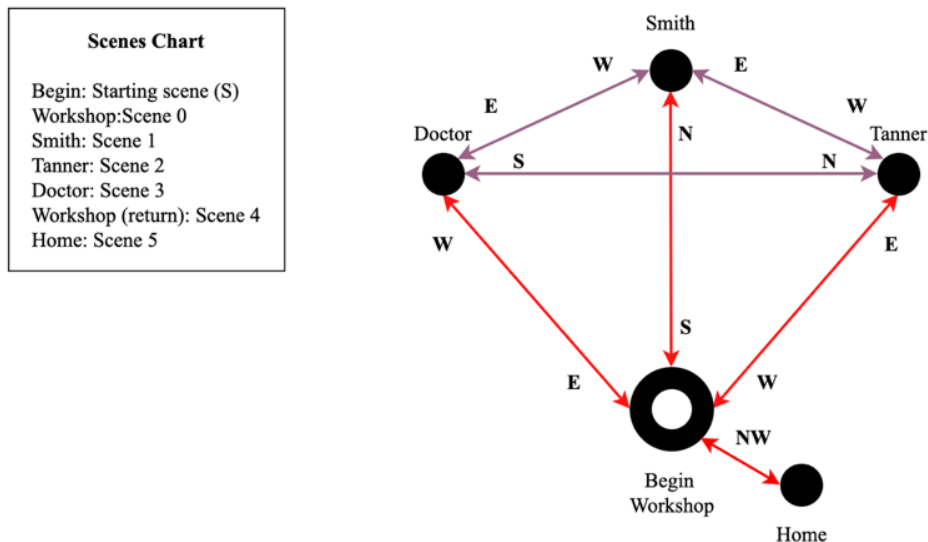 Scenes Chart
Begin: Starting scene (S)
Workshop:Scene 0
Smith: Scene 1
Tanner: Scene 2
Doctor: Scene 3
Workshop (return): Scene 4
Home: Scene 5
Smith
W
E
E
W
Doctor
N
Tanner
S
N
W
E
S
E
W
NW
Begin
Workshop
Home